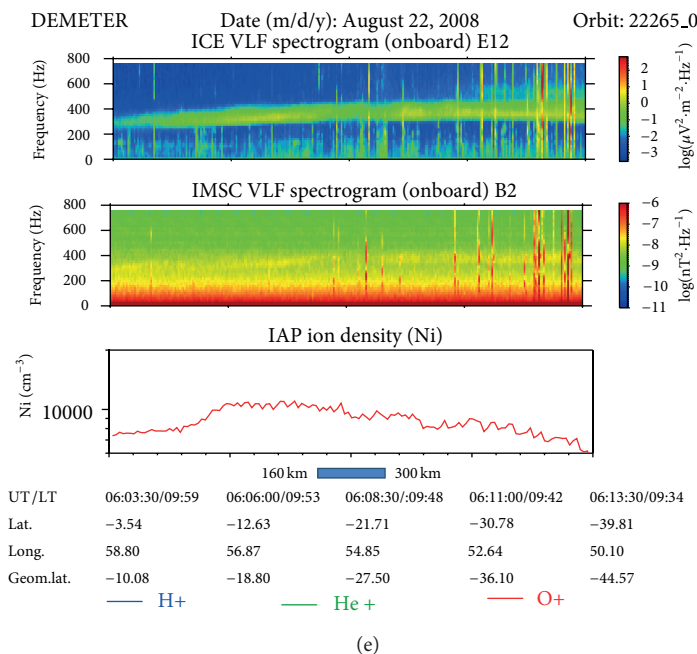 DEMETER Date (m/d/y): August 22, 2008 Orbit: 22265_0
ICE VLF spectrogram (onboard) E12
800
600
400
200
0
Frequency (Hz)
2
1
0
−1
−2
−3
log(μV²·m⁻²·Hz⁻¹)
IMSC VLF spectrogram (onboard) B2
800
600
400
200
0
Frequency (Hz)
−6
−7
−8
−9
−10
−11
log(nT²·Hz⁻¹)
IAP ion density (Ni)
Ni (cm⁻³)
10000
160 km 300 km
UT/LT 06:03:30/09:59 06:06:00/09:53 06:08:30/:09:48 06:11:00/09:42 06:13:30/09:34
Lat. −3.54 −12.63 −21.71 −30.78 −39.81
Long. 58.80 56.87 54.85 52.64 50.10
Geom.lat. −10.08 −18.80 −27.50 −36.10 −44.57
H+ He + O+
(e)